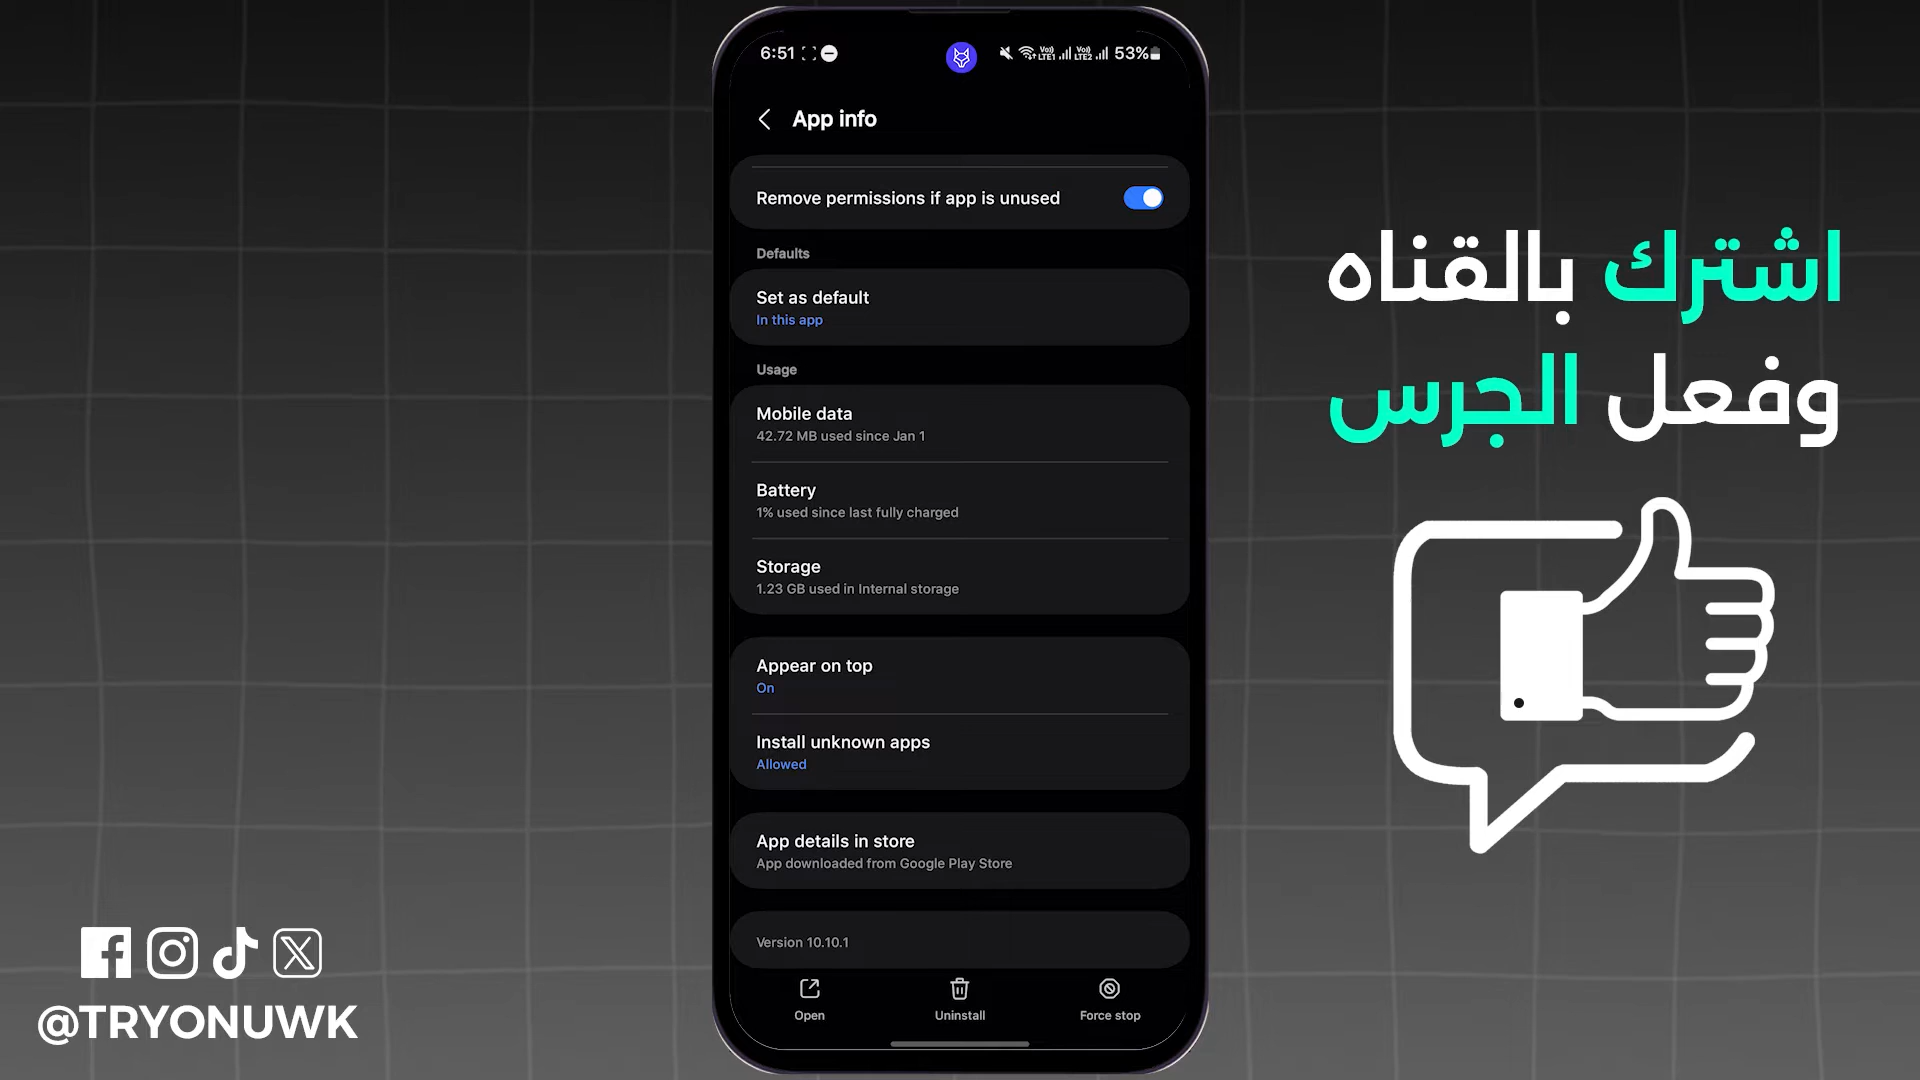 6:51
LTE1 LTE2 53%
App info
Remove permissions if app is unused
Defaults
Set as default
In this app
Usage
Mobile data
42.72 MB used since Jan 1
Battery
1% used since last fully charged
Storage
1.23 GB used in Internal storage
Appear on top
On
Install unknown apps
Allowed
App details in store
App downloaded from Google Play Store
Version 10.10.1
Open
Uninstall
Force stop
اشترك بالقناه
وفعل الجرس
@TRYONUWK